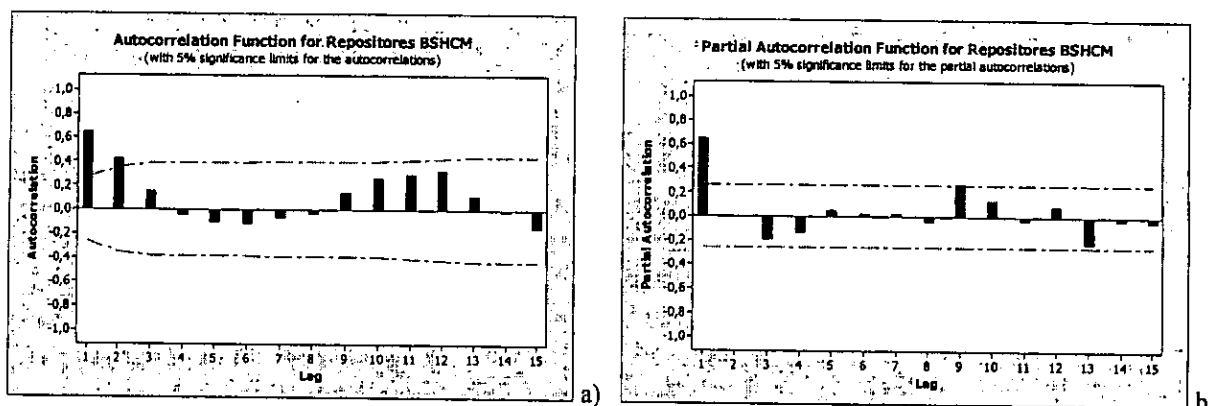 Autocorrelation Function for Repositores BSHCM
(with 5% significance limits for the autocorrelations)
1,0
0,8
0,6
0,4
0,2
0,0
-0,2
-0,4
-0,6
-0,8
-1,0
Autocorrelation
1 2 3 4 5 6 7 8 9 10 11 12 13 14 15
Lag
a)
Partial Autocorrelation Function for Repositores BSHCM
(with 5% significance limits for the partial autocorrelations)
1,0
0,8
0,6
0,4
0,2
0,0
-0,2
-0,4
-0,6
-0,8
-1,0
Partial Autocorrelation
1 2 3 4 5 6 7 8 9 10 11 12 13 14 15
Lag
b